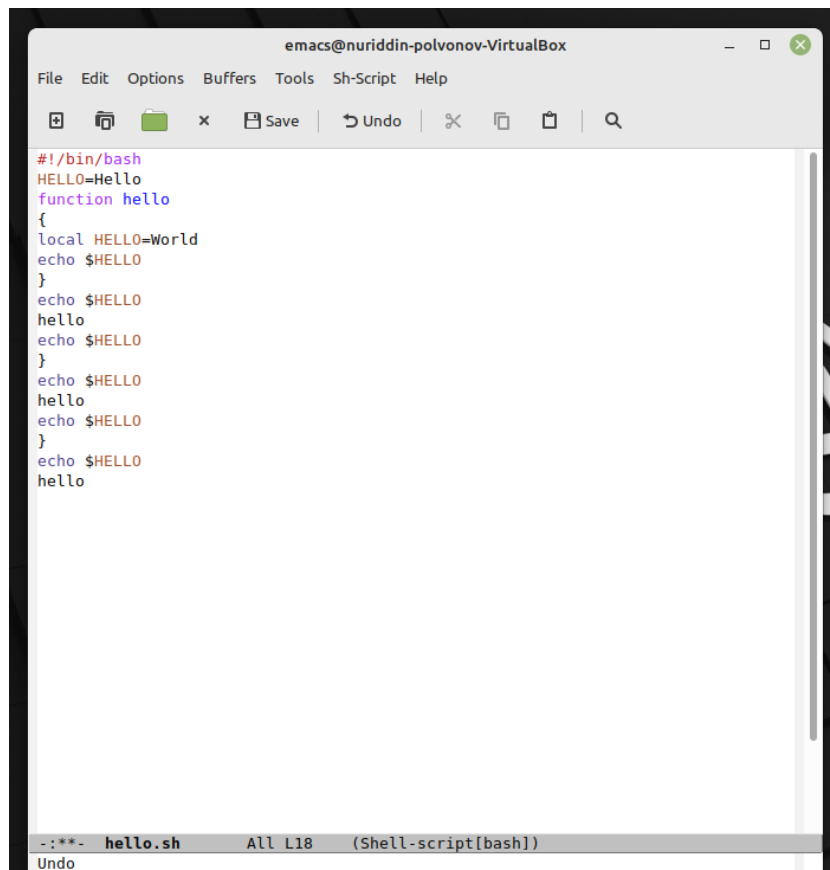 emacs@nuriddin-polvonov-VirtualBox
File Edit Options Buffers Tools Sh-Script Help
Save Undo
#!/bin/bash
HELLO=Hello
function hello
{
local HELLO=World
echo $HELLO
}
echo $HELLO
hello
echo $HELLO
}
echo $HELLO
hello
echo $HELLO
}
echo $HELLO
hello
-:**- hello.sh All L18 (Shell-script[bash])
Undo